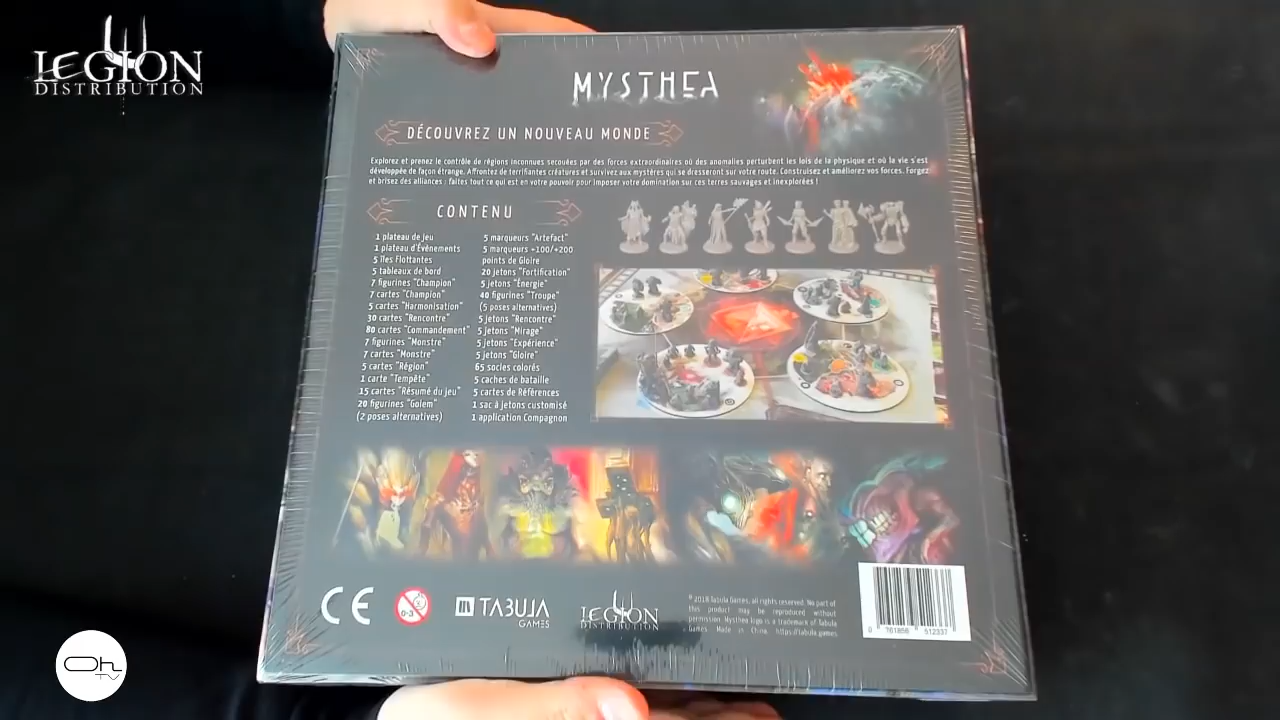 LEGION
DISTRIBUTION
MYSTHEA
DÉCOUVREZ UN NOUVEAU MONDE
Explorez et prenez le contrôle de régions inconnues secouées par des forces extraordinaires où des anomalies perturbent les lois de la physique et où la vie s'est
développée de façon étrange. Affrontez de terrifiantes créatures et survivez aux mystères qui se dresseront sur votre route. Construisez et améliorez vos forces. Forgez
et brisez des alliances : faites tout ce qui est en votre pouvoir pour imposer votre domination sur ces terres sauvages et inexplorées !
CONTENU
1 plateau de jeu
1 plateau d'Événements
5 îles Flottantes
5 tableaux de bord
7 figurines "Champion"
7 cartes "Champion"
5 cartes "Harmonisation"
30 cartes "Rencontre"
80 cartes "Commandement"
7 figurines "Monstre"
7 cartes "Monstre"
5 cartes "Région"
1 carte "Tempête"
15 cartes "Résumé du jeu"
20 figurines "Golem"
(2 poses alternatives)
5 marqueurs "Artefact"
5 marqueurs +100/+200
points de Gloire
20 jetons "Fortification"
5 jetons "Énergie"
40 figurines "Troupe"
(5 poses alternatives)
5 jetons "Rencontre"
5 jetons "Mirage"
5 jetons "Expérience"
5 jetons "Gloire"
65 socles colorés
5 caches de bataille
5 cartes de Références
1 sac à jetons customisé
1 application Compagnon
CE
0-3
TABULA
GAMES
LEGION
DISTRIBUTION
© 2018 Tabula Games, all rights reserved. No part of
this product may be reproduced without
permission. Mysthea logo is a trademark of Tabula
Games. Made in China. https://tabula.games
0 761856 512337
Oh
TV